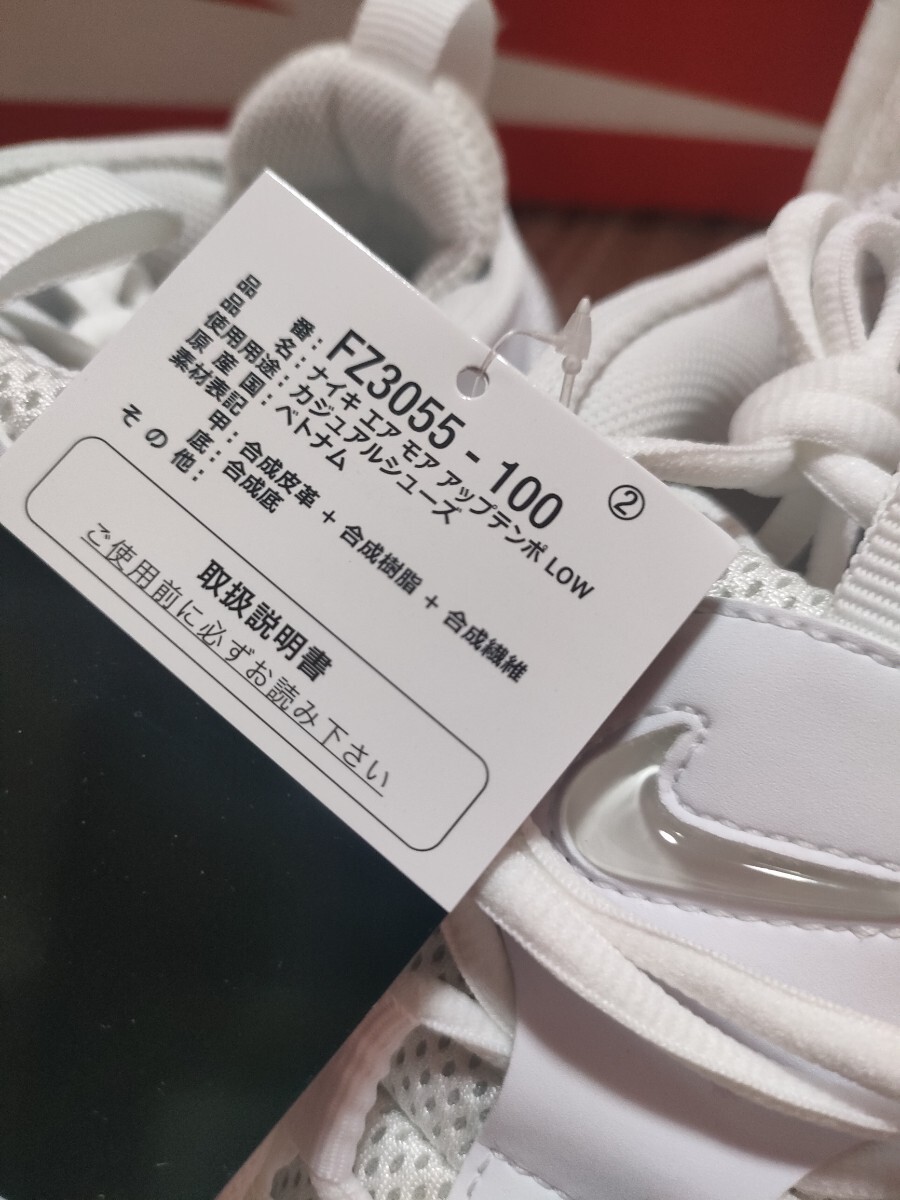 品番：FZ3055 - 100 ②
品名：ナイキ エア モア アップテンポ LOW
使用用途：カジュアルシューズ
原産国：ベトナム
素材表記
甲：合成皮革 + 合成樹脂 + 合成繊維
底：合成底
その他：
取扱説明書
ご使用前に必ずお読み下さい